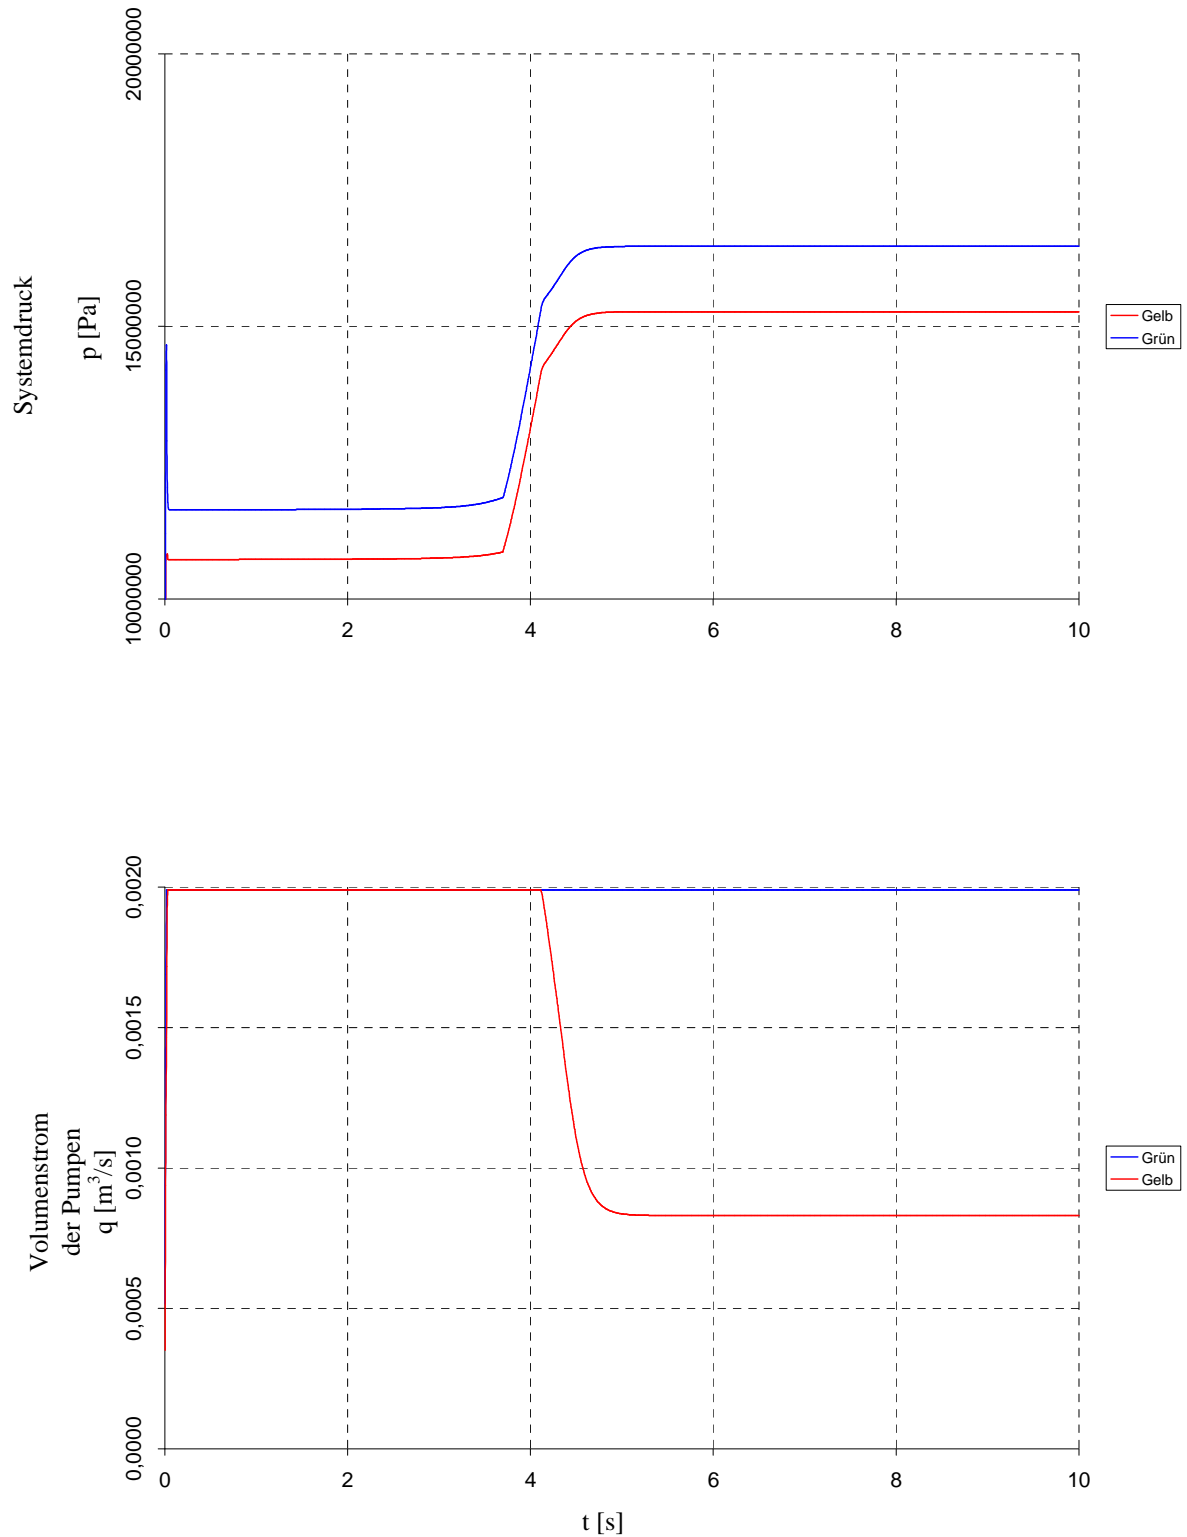 20000000
15000000
10000000
Systemdruck
p [Pa]
Gelb
Grün
0 2 4 6 8 10
0,0020
0,0015
0,0010
0,0005
0,0000
Volumenstrom
der Pumpen
q [m³/s]
Grün
Gelb
0 2 4 6 8 10
t [s]